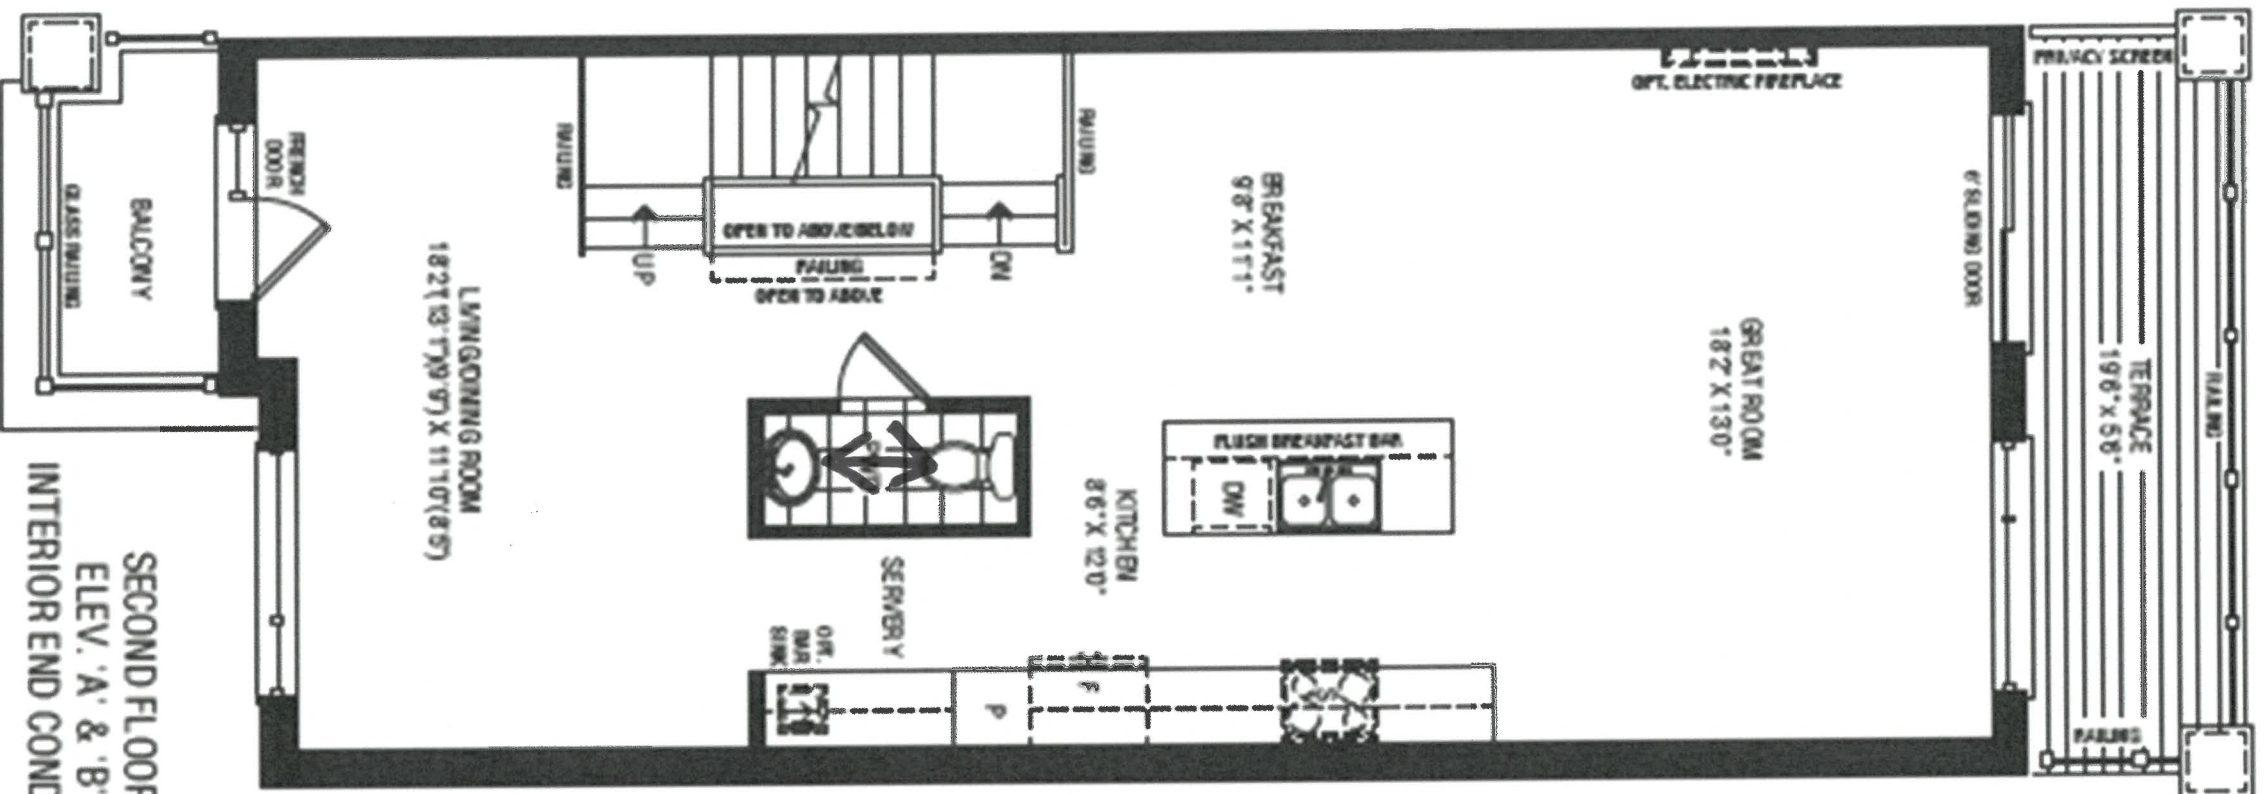 PRIVACY SCREEN
OPT. ELECTRIC FIREPLACE
RAILING
RAILING
FRENCH
DOOR
BALCONY
GLASS RAILING
OPEN TO ABOVE/BELOW
RAILING
OPEN TO ABOVE
UP
DN
BREAKFAST
9'8" X 11'1"
6' SLIDING DOOR
GREAT ROOM
18'2" X 13'0"
TERRACE
19'6" x 5'6"
RAILING
RAILING
LIVING/DINING ROOM
18'2"(13'1")(9'9") X 11'10"(8'5")
FLUSH BREAKFAST BAR
DW
KITCHEN
8'6" X 12'0"
SERVERY
OPT.
BAR
SINK
P
F
S
SECOND FLOOR
ELEV. 'A' & 'B'
INTERIOR END COND